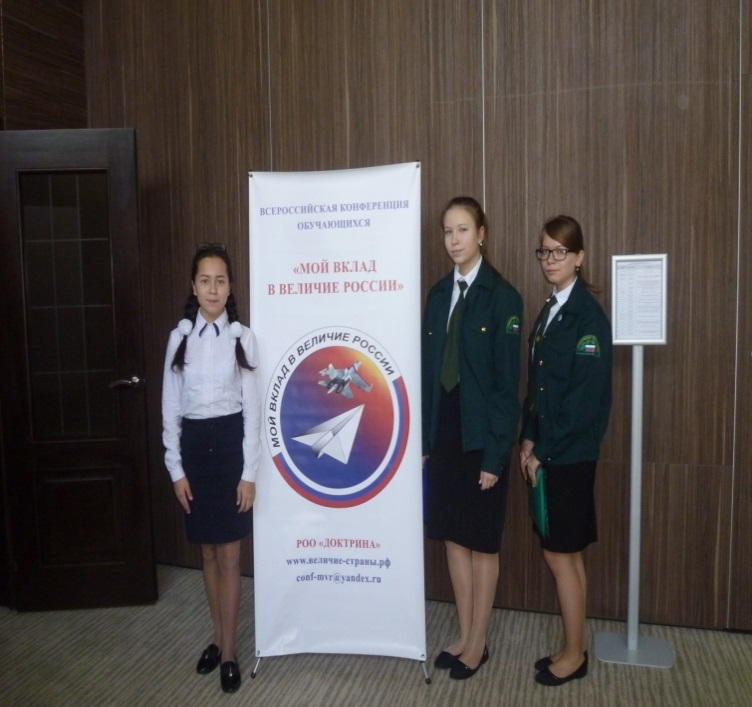 ВСЕРОССИЙСКАЯ КОНФЕРЕНЦИЯ
ОБУЧАЮЩИХСЯ
«МОЙ ВКЛАД
В ВЕЛИЧИЕ РОССИИ»
МОЙ ВКЛАД В ВЕЛИЧИЕ РОССИИ
РОО «ДОКТРИНА»
www.величие-страны.рф
conf-mvr@yandex.ru